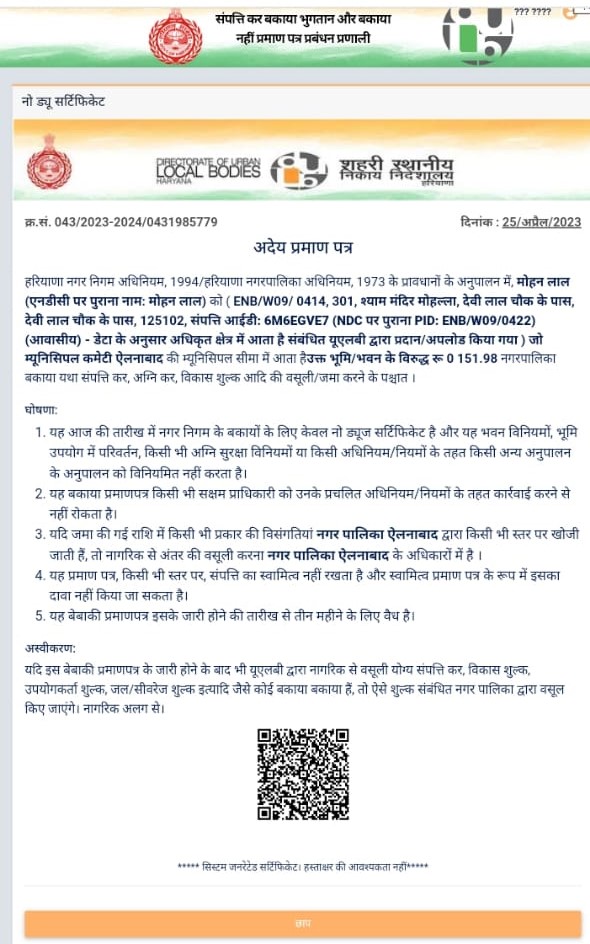 संपत्ति कर बकाया भुगतान और बकाया
??? ????
नहीं प्रमाण पत्र प्रबंधन प्रणाली
नो ड्यू सर्टिफिकेट
DIRECTORATE OF URBAN
LOCAL BODIES
HARYANA
शहरी स्थानीय
निकाय निदेशालय
हरियाणा
क्र.सं. 043/2023-2024/0431985779
दिनांक : 25/अप्रैल/2023
अदेय प्रमाण पत्र
हरियाणा नगर निगम अधिनियम, 1994/हरियाणा नगरपालिका अधिनियम, 1973 के प्रावधानों के अनुपालन में, मोहन लाल
(एनडीसी पर पुराना नाम: मोहन लाल) को ( ENB/W09/ 0414, 301, श्याम मंदिर मोहल्ला, देवी लाल चौक के पास,
देवी लाल चौक के पास, 125102, संपत्ति आईडी: 6M6EGVE7 (NDC पर पुराना PID: ENB/W09/0422)
(आवासीय) - डेटा के अनुसार अधिकृत क्षेत्र में आता है संबंधित यूएलबी द्वारा प्रदान/अपलोड किया गया ) जो
म्यूनिसिपल कमेटी ऐलनाबाद की म्यूनिसिपल सीमा में आता हैउक्त भूमि/भवन के विरुद्ध रू 0 151.98 नगरपालिका
बकाया यथा संपत्ति कर, अग्नि कर, विकास शुल्क आदि की वसूली/जमा करने के पश्चात ।
घोषणा:
1. यह आज की तारीख में नगर निगम के बकायों के लिए केवल नो ड्यूज सर्टिफिकेट है और यह भवन विनियमों, भूमि
उपयोग में परिवर्तन, किसी भी अग्नि सुरक्षा विनियमों या किसी अधिनियम/नियमों के तहत किसी अन्य अनुपालन
के अनुपालन को विनियमित नहीं करता है।
2. यह बकाया प्रमाणपत्र किसी भी सक्षम प्राधिकारी को उनके प्रचलित अधिनियम/नियमों के तहत कार्रवाई करने से
नहीं रोकता है।
3. यदि जमा की गई राशि में किसी भी प्रकार की विसंगतियां नगर पालिका ऐलनाबाद द्वारा किसी भी स्तर पर खोजी
जाती हैं, तो नागरिक से अंतर की वसूली करना नगर पालिका ऐलनाबाद के अधिकारों में है ।
4. यह प्रमाण पत्र, किसी भी स्तर पर, संपत्ति का स्वामित्व नहीं रखता है और स्वामित्व प्रमाण पत्र के रूप में इसका
दावा नहीं किया जा सकता है।
5. यह बेबाकी प्रमाणपत्र इसके जारी होने की तारीख से तीन महीने के लिए वैध है।
अस्वीकरण:
यदि इस बेबाकी प्रमाणपत्र के जारी होने के बाद भी यूएलबी द्वारा नागरिक से वसूली योग्य संपत्ति कर, विकास शुल्क,
उपयोगकर्ता शुल्क, जल/सीवरेज शुल्क इत्यादि जैसे कोई बकाया बकाया हैं, तो ऐसे शुल्क संबंधित नगर पालिका द्वारा वसूल
किए जाएंगे। नागरिक अलग से।
***** सिस्टम जनरेटेड सर्टिफिकेट। हस्ताक्षर की आवश्यकता नहीं*****
छाप